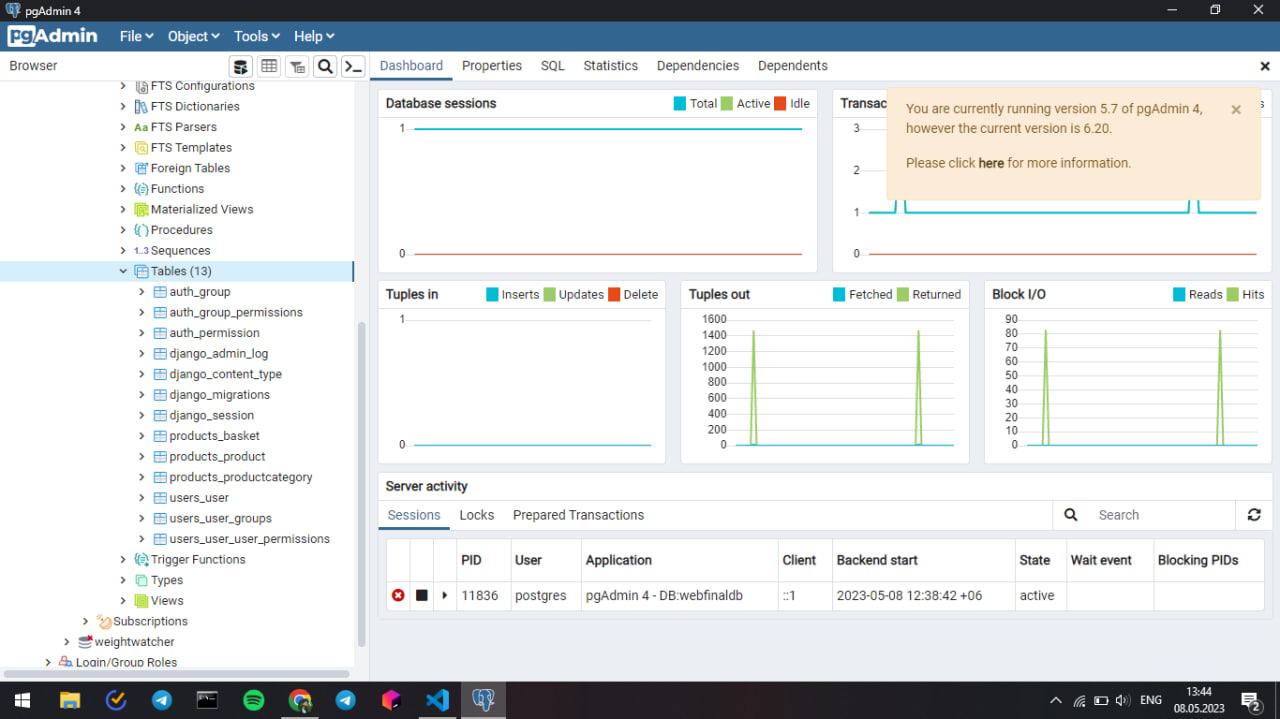 pgAdmin 4
pgAdmin
File Object Tools Help
Browser
Dashboard Properties SQL Statistics Dependencies Dependents
FTS Configurations
FTS Dictionaries
Aa FTS Parsers
FTS Templates
Foreign Tables
Functions
Materialized Views
Procedures
1..3 Sequences
Tables (13)
auth_group
auth_group_permissions
auth_permission
django_admin_log
django_content_type
django_migrations
django_session
products_basket
products_product
products_productcategory
users_user
users_user_groups
users_user_user_permissions
Trigger Functions
Types
Views
Subscriptions
weightwatcher
Login/Group Roles
Database sessions
Total Active Idle
1
0
Transac
s
3
2
1
0
You are currently running version 5.7 of pgAdmin 4,
however the current version is 6.20.
Please click here for more information.
Tuples in
Inserts Updates Delete
1
0
Tuples out
Fetched Returned
1600
1400
1200
1000
800
600
400
200
0
Block I/O
Reads Hits
90
80
70
60
50
40
30
20
10
0
Server activity
Sessions Locks Prepared Transactions
Search
PID User Application Client Backend start State Wait event Blocking PIDs
11836 postgres pgAdmin 4 - DB:webfinaldb ::1 2023-05-08 12:38:42 +06 active
ENG
13:44
08.05.2023
2